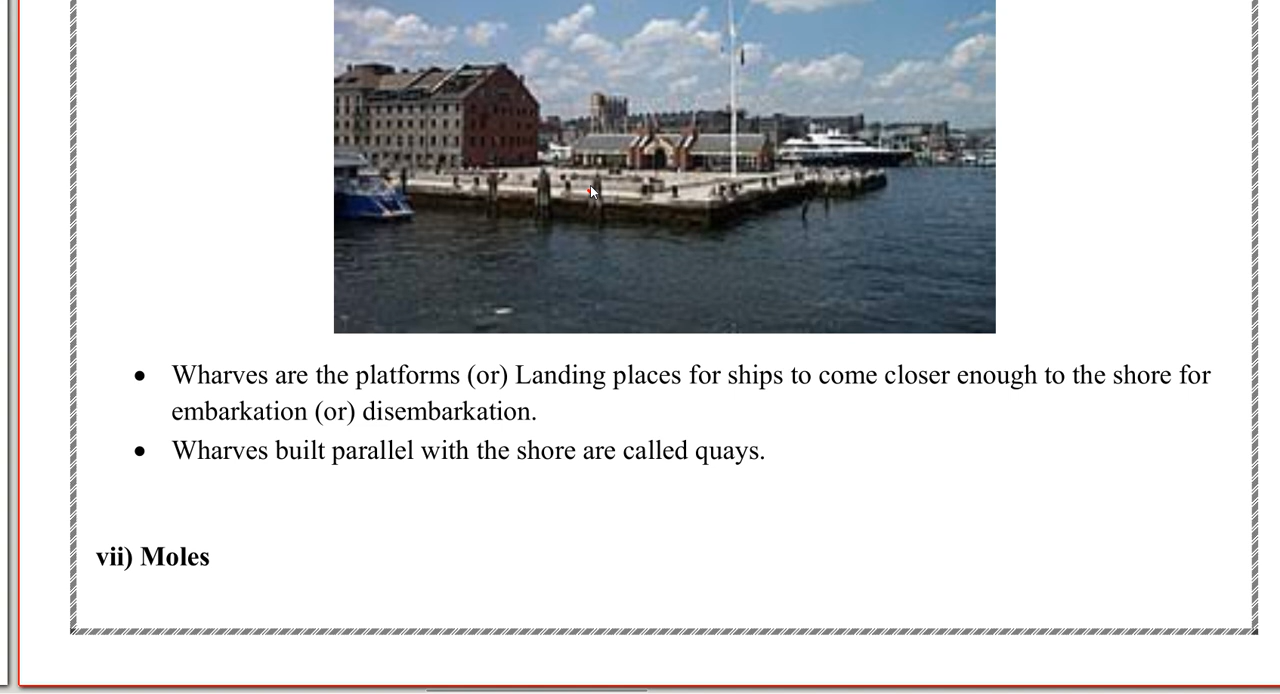 • Wharves are the platforms (or) Landing places for ships to come closer enough to the shore for
embarkation (or) disembarkation.
• Wharves built parallel with the shore are called quays.
vii) Moles